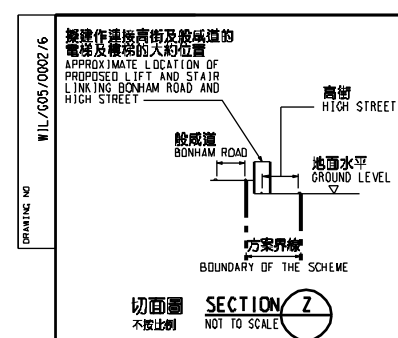 WIL/G05/0002/6
DRAWING NO
擬建作連接高街及般咸道的
電梯及樓梯的大約位置
APPROXIMATE LOCATION OF
PROPOSED LIFT AND STAIR
LINKING BONHAM ROAD AND
HIGH STREET
高街
HIGH STREET
般咸道
BONHAM ROAD
地面水平
GROUND LEVEL
方案界線
BOUNDARY OF THE SCHEME
切面圖 SECTION Z
不按比例 NOT TO SCALE